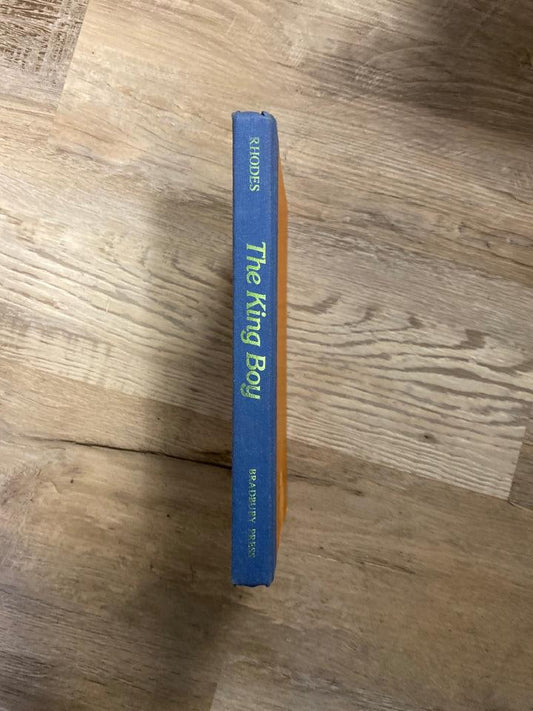 RHODES
The King Boy
BRADBURY PRESS